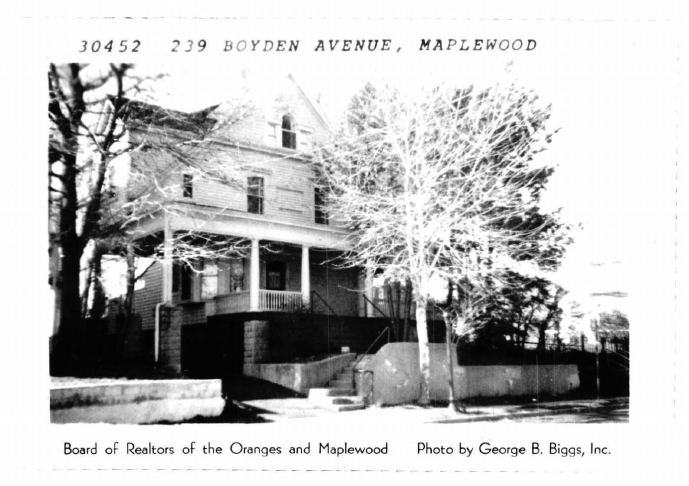 30452 239 BOYDEN AVENUE, MAPLEWOOD
Board of Realtors of the Oranges and Maplewood Photo by George B. Biggs, Inc.